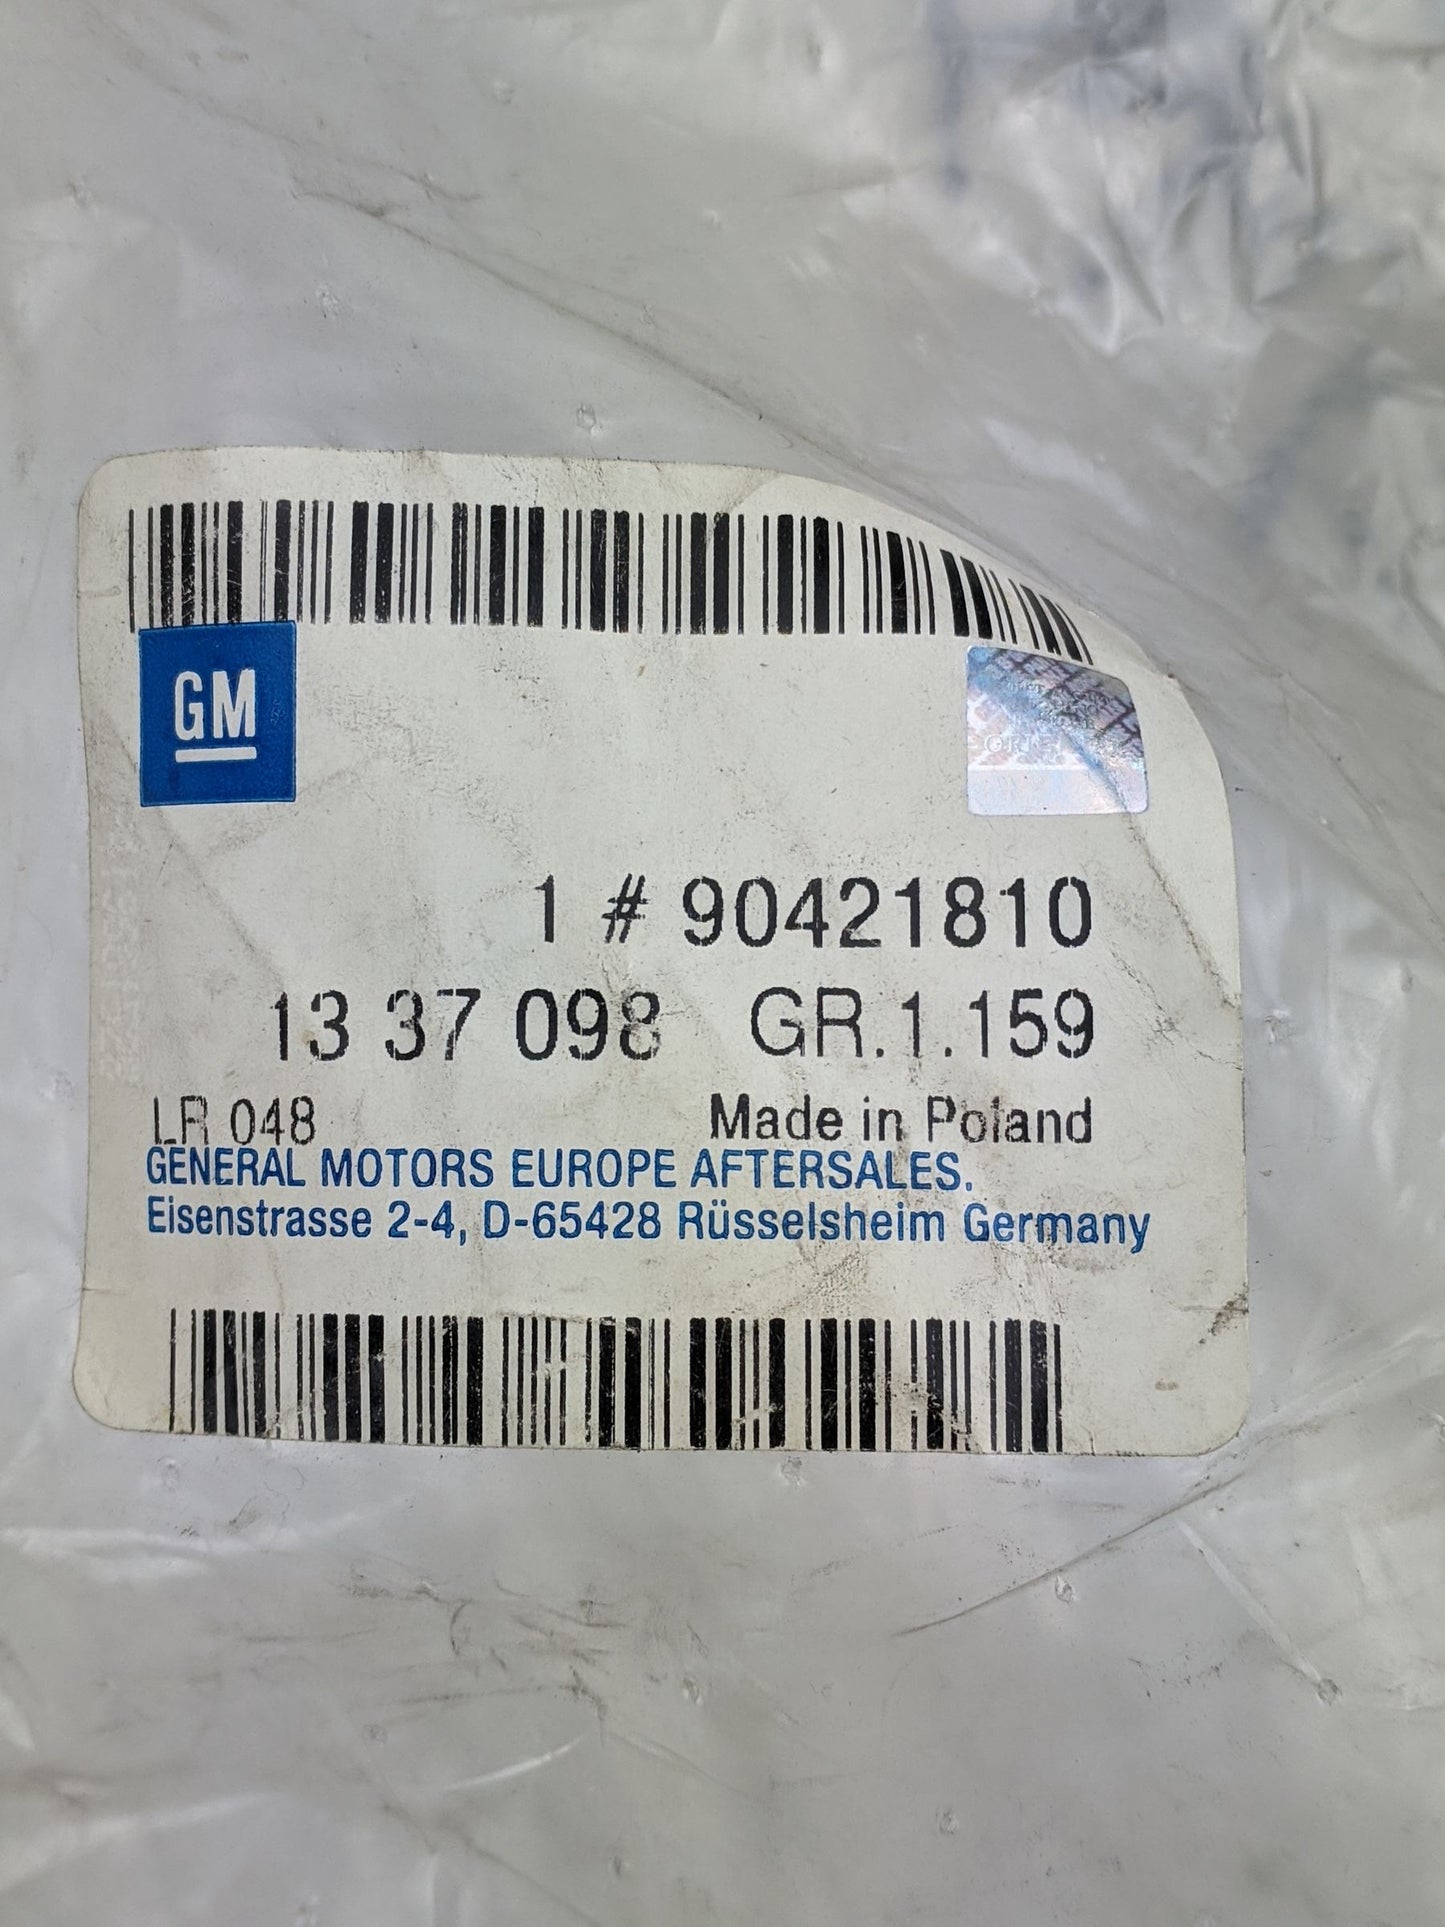 GM
1 # 90421810
13 37 098 GR.1.159
LR 048 Made in Poland
GENERAL MOTORS EUROPE AFTERSALES.
Eisenstrasse 2-4, D-65428 Rüsselsheim Germany